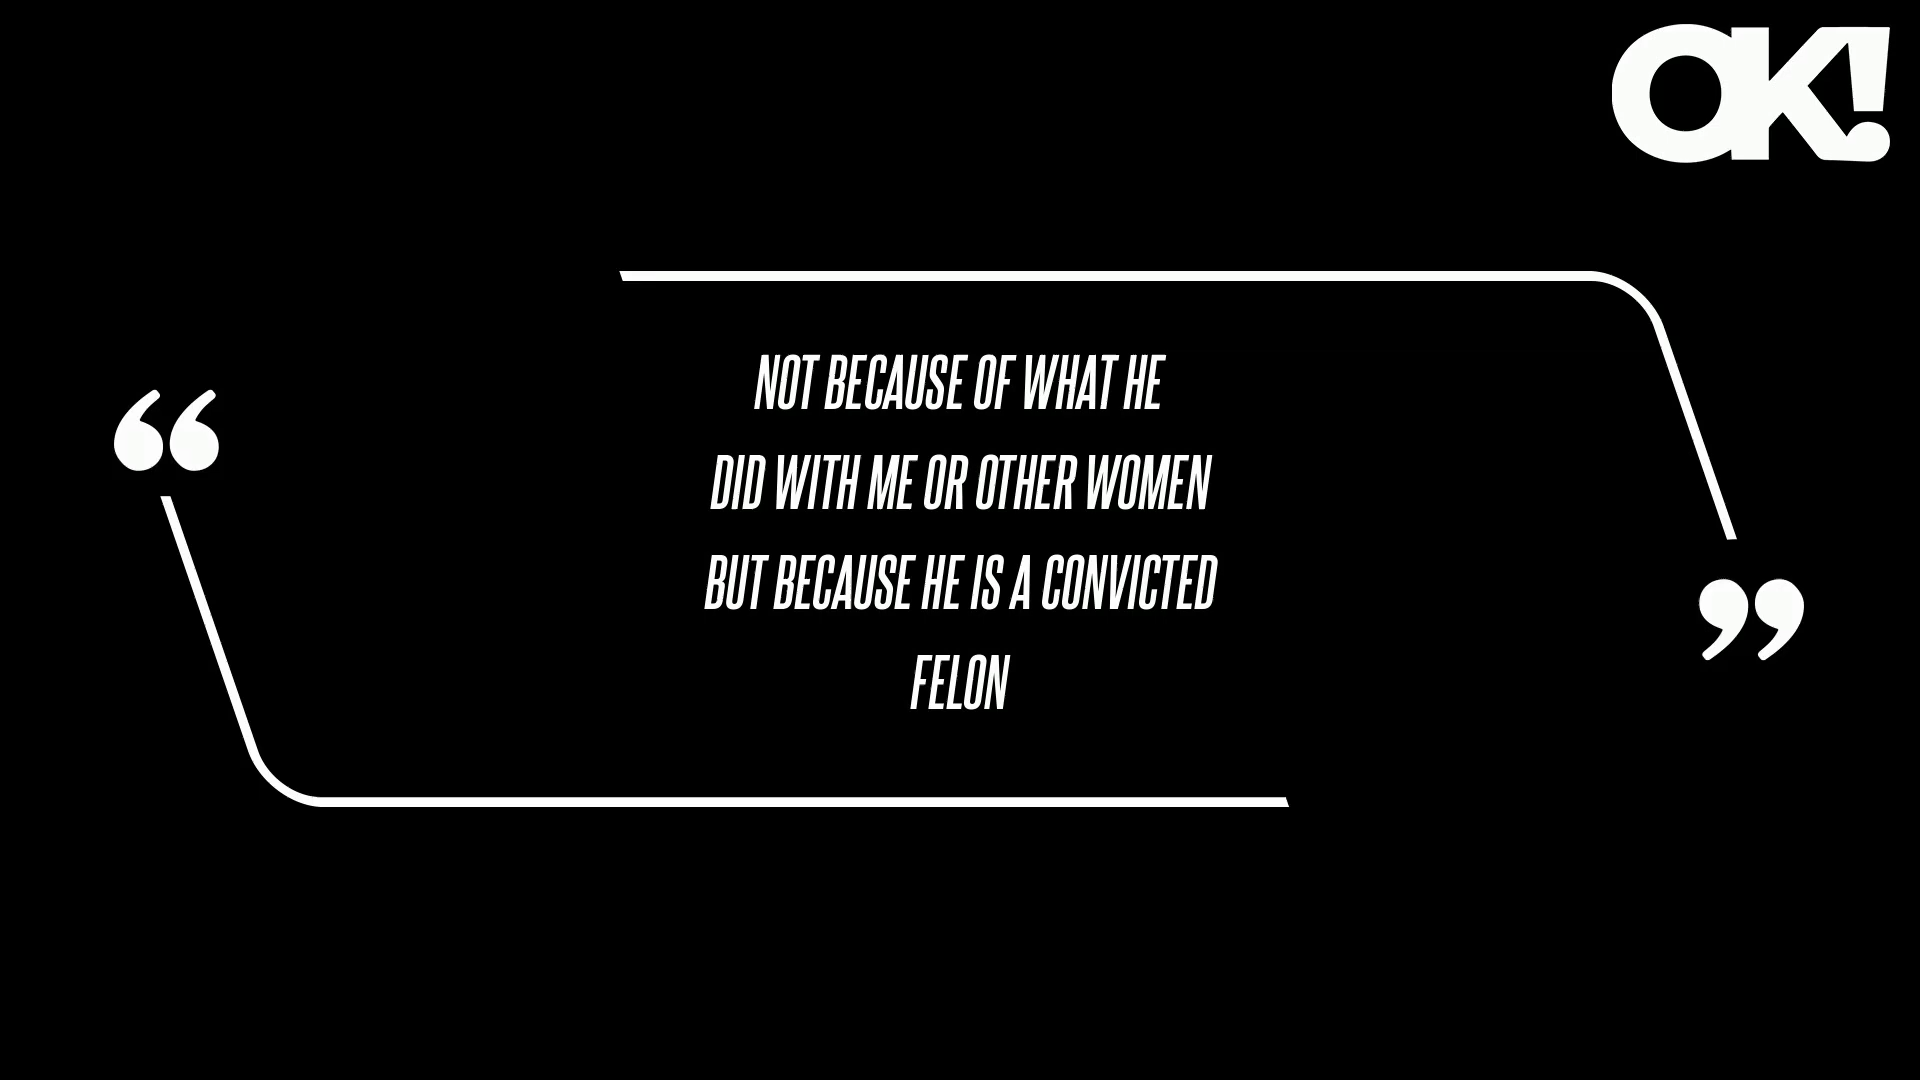 OK!
“
NOT BECAUSE OF WHAT HE
DID WITH ME OR OTHER WOMEN
BUT BECAUSE HE IS A CONVICTED
FELON
”